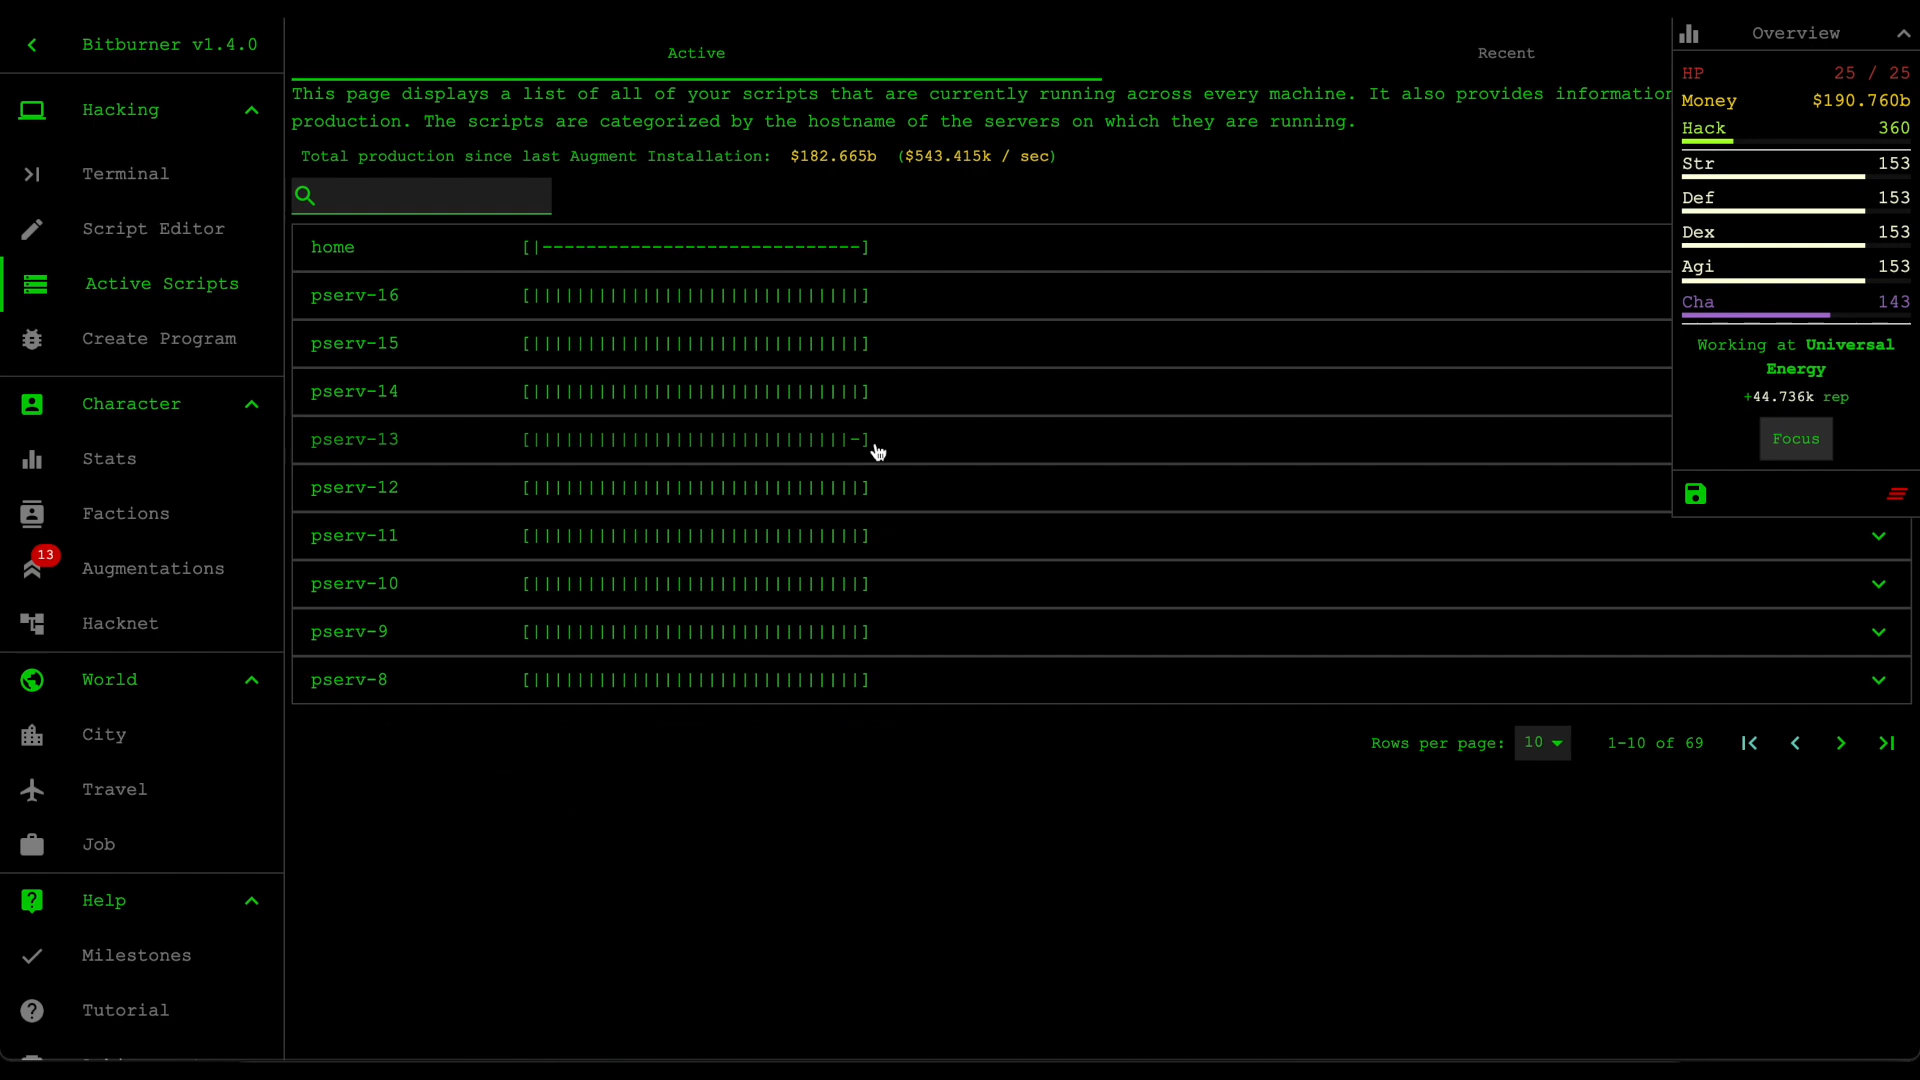 Bitburner v1.4.0
Hacking
Terminal
Script Editor
Active Scripts
Create Program
Character
Stats
Factions
13
Augmentations
Hacknet
World
City
Travel
Job
Help
Milestones
Tutorial
Active
Recent
This page displays a list of all of your scripts that are currently running across every machine. It also provides information
production. The scripts are categorized by the hostname of the servers on which they are running.
Total production since last Augment Installation: $182.665b ($543.415k / sec)
home [|-----------------------------]
pserv-16 [||||||||||||||||||||||||||||||]
pserv-15 [||||||||||||||||||||||||||||||]
pserv-14 [||||||||||||||||||||||||||||||]
pserv-13 [|||||||||||||||||||||||||||||-]
pserv-12 [||||||||||||||||||||||||||||||]
pserv-11 [||||||||||||||||||||||||||||||]
pserv-10 [||||||||||||||||||||||||||||||]
pserv-9 [||||||||||||||||||||||||||||||]
pserv-8 [||||||||||||||||||||||||||||||]
Rows per page: 10 1-10 of 69
Overview
HP 25 / 25
Money $190.760b
Hack 360
Str 153
Def 153
Dex 153
Agi 153
Cha 143
Working at Universal
Energy
+44.736k rep
Focus